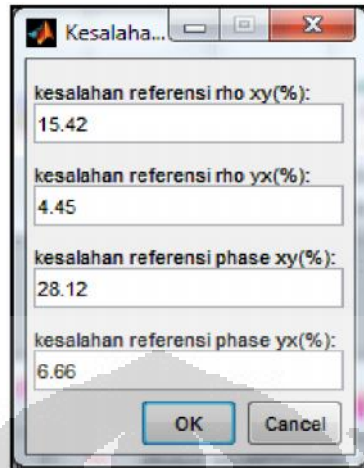 Kesalaha...
kesalahan referensi rho xy(%):
15.42
kesalahan referensi rho yx(%):
4.45
kesalahan referensi phase xy(%):
28.12
kesalahan referensi phase yx(%):
6.66
OK
Cancel